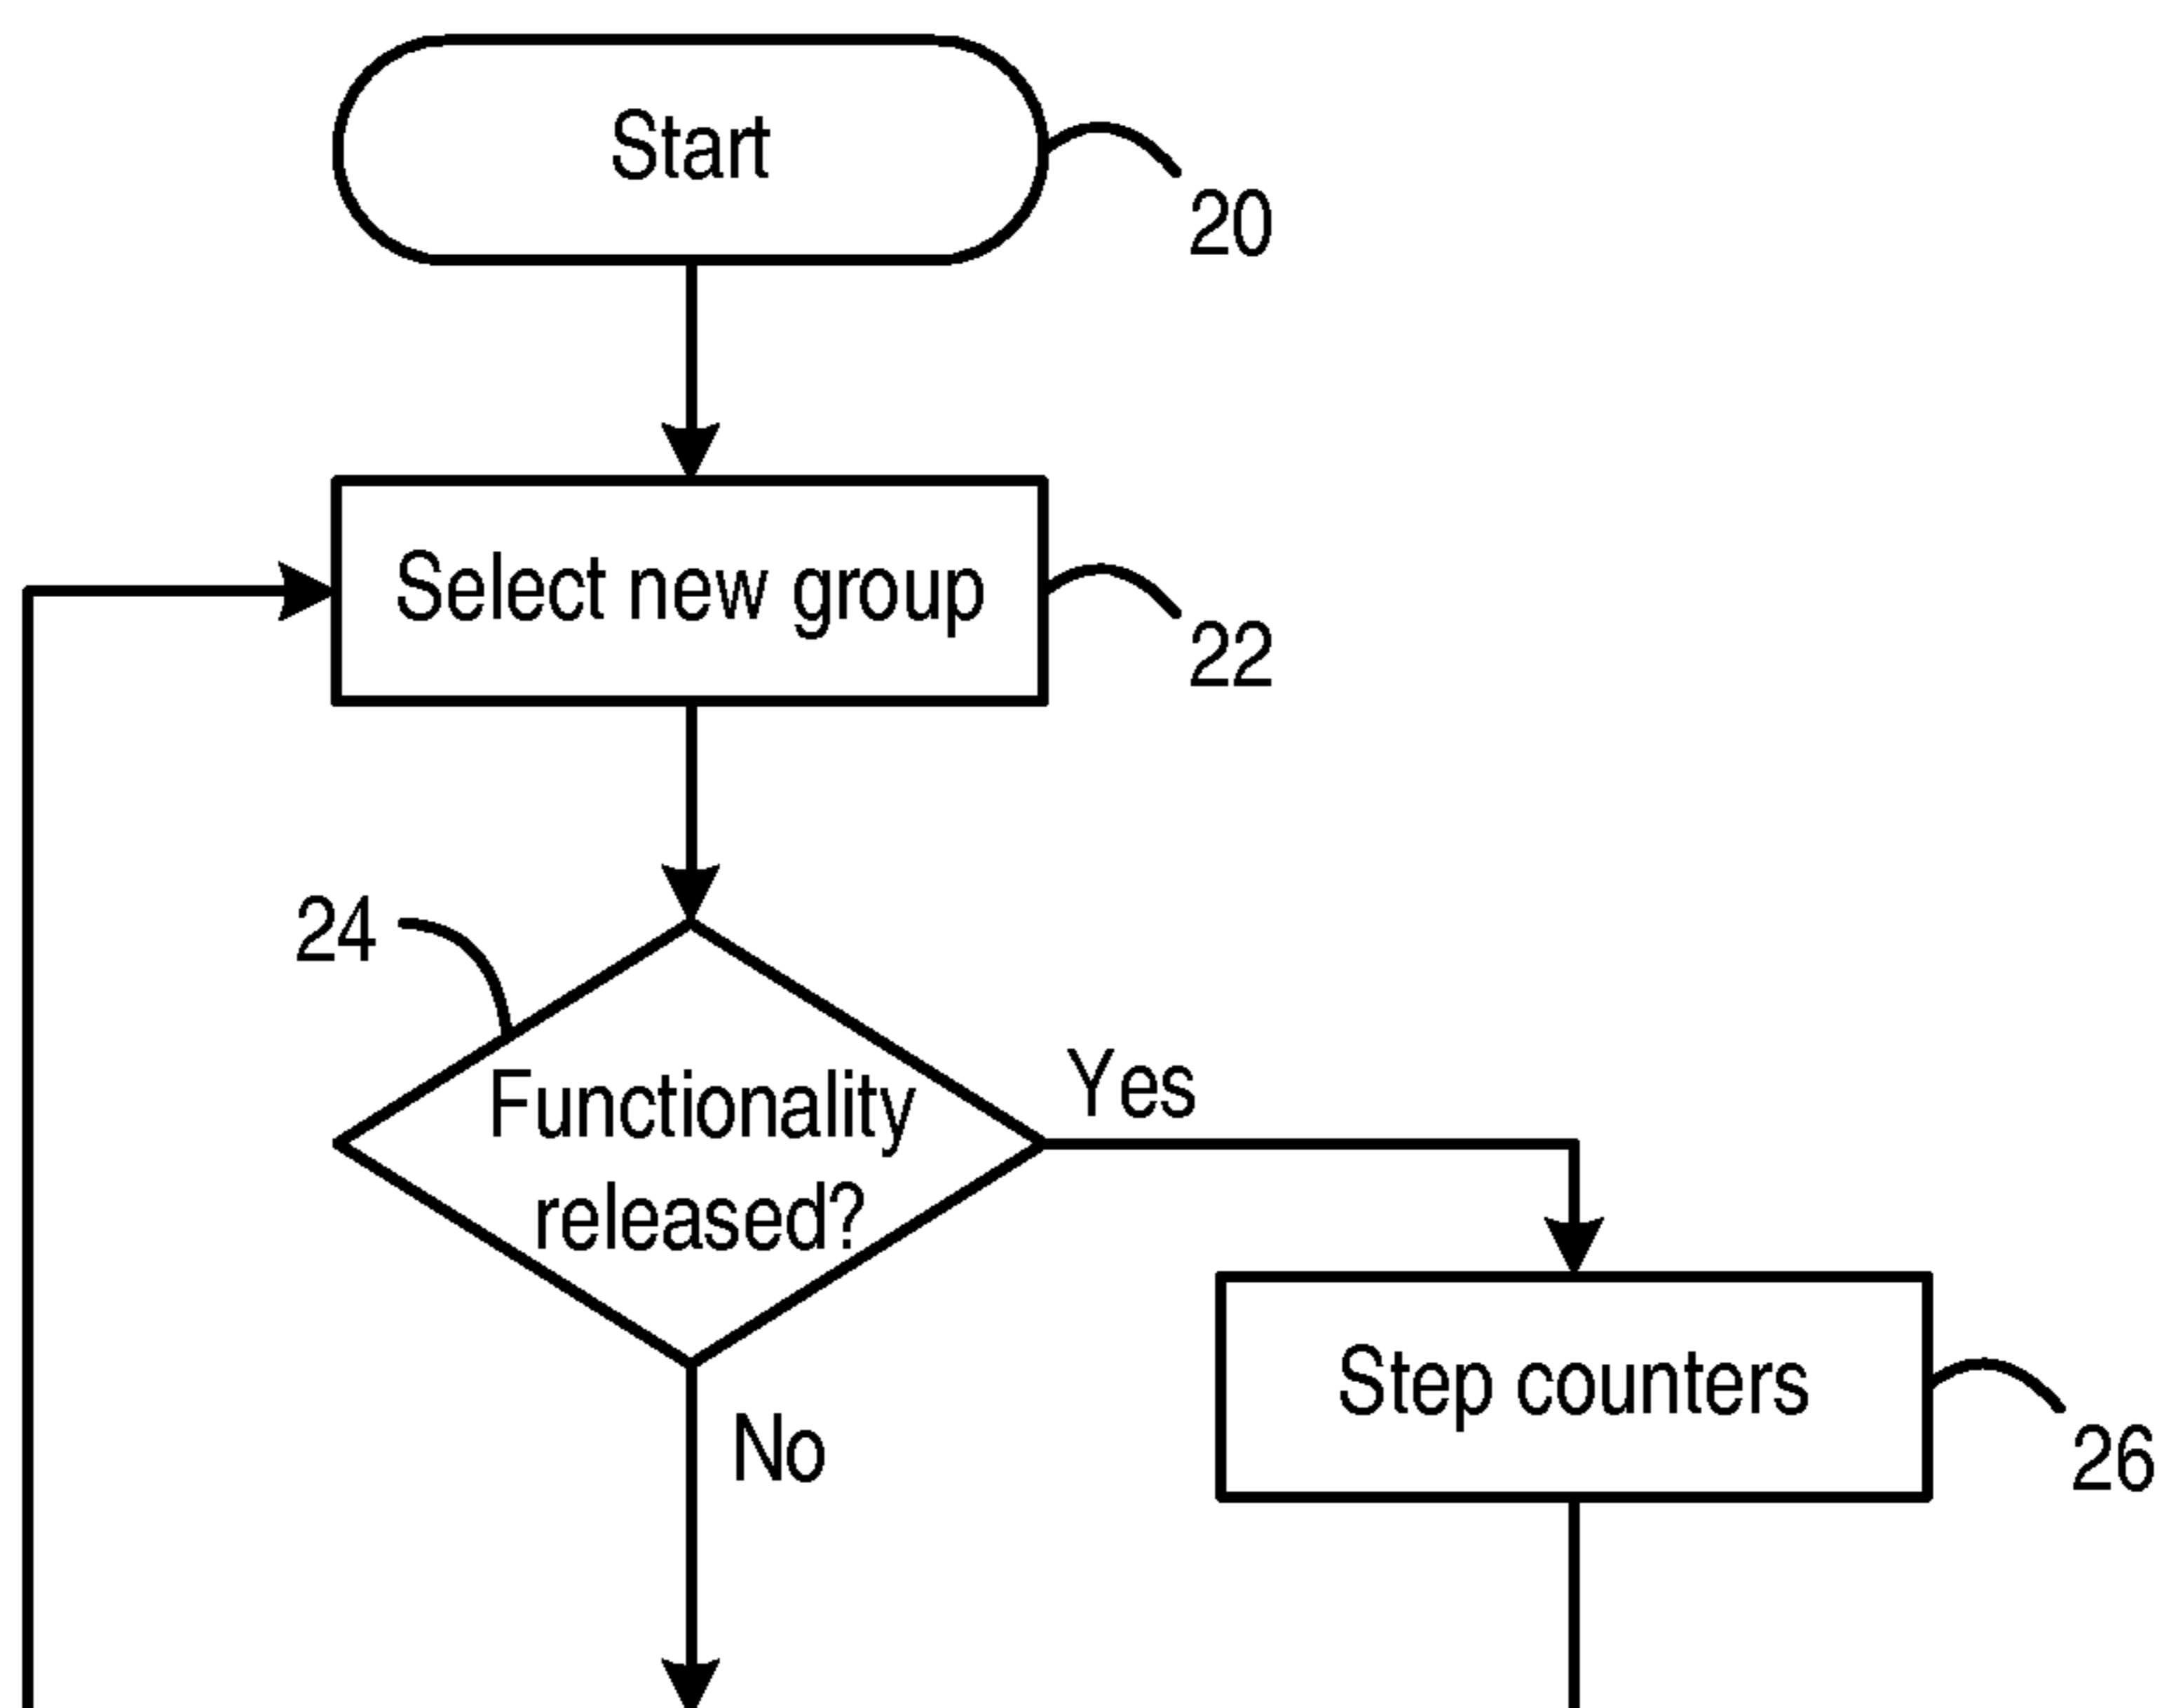 Start
20
Select new group
22
24
Functionality
released?
Yes
No
Step counters
26